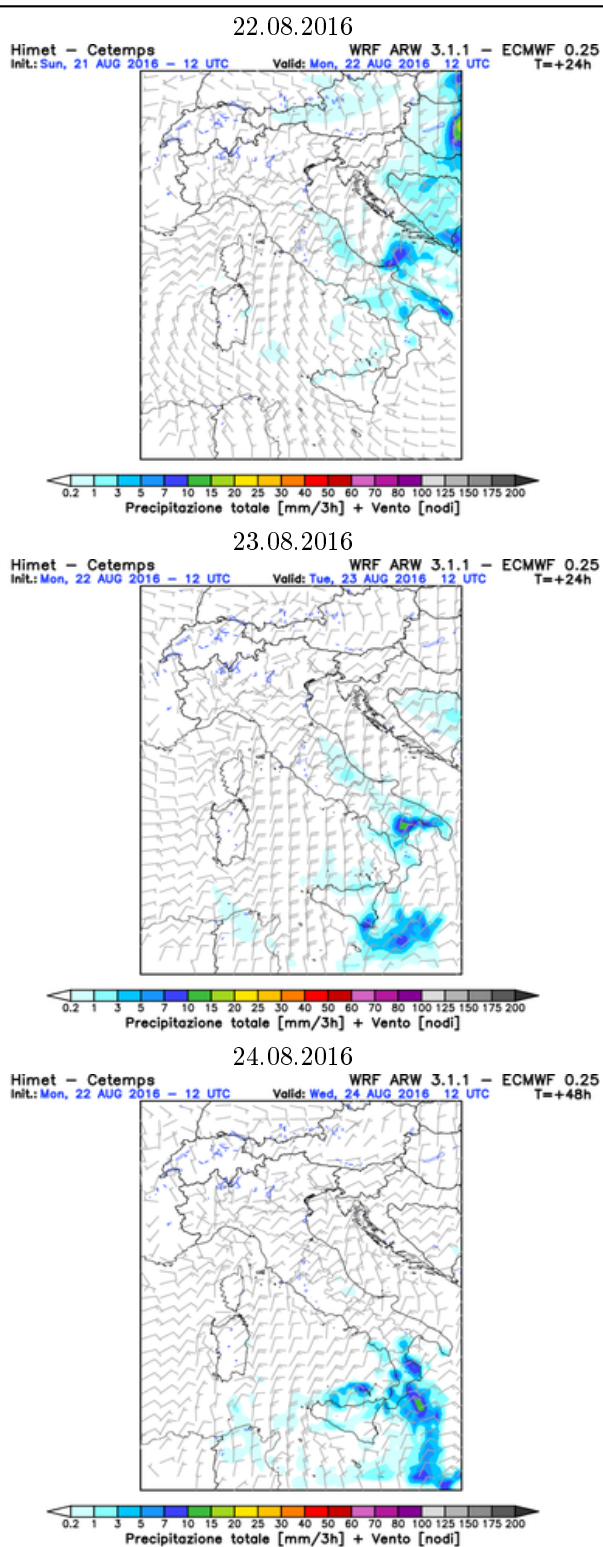 22.08.2016
Himet – Cetemps WRF ARW 3.1.1 – ECMWF 0.25
Init.: Sun, 21 AUG 2016 – 12 UTC Valid: Mon, 22 AUG 2016 12 UTC T=+24h
0.2 1 3 5 7 10 15 20 25 30 40 50 60 70 80 100 125 150 175 200
Precipitazione totale [mm/3h] + Vento [nodi]
23.08.2016
Himet – Cetemps WRF ARW 3.1.1 – ECMWF 0.25
Init.: Mon, 22 AUG 2016 – 12 UTC Valid: Tue, 23 AUG 2016 12 UTC T=+24h
0.2 1 3 5 7 10 15 20 25 30 40 50 60 70 80 100 125 150 175 200
Precipitazione totale [mm/3h] + Vento [nodi]
24.08.2016
Himet – Cetemps WRF ARW 3.1.1 – ECMWF 0.25
Init.: Mon, 22 AUG 2016 – 12 UTC Valid: Wed, 24 AUG 2016 12 UTC T=+48h
0.2 1 3 5 7 10 15 20 25 30 40 50 60 70 80 100 125 150 175 200
Precipitazione totale [mm/3h] + Vento [nodi]